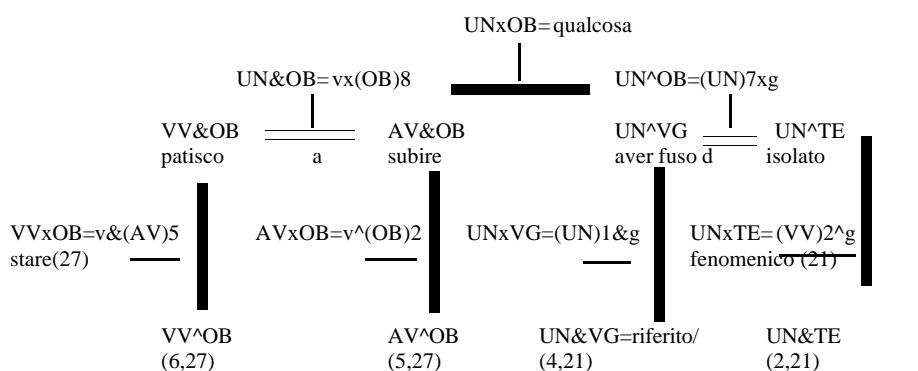 UNxOB=qualcosa
UN&OB=vx(OB)8 UN^OB=(UN)7xg
VV&OB AV&OB UN^VG UN^TE
patisco a subire aver fuso d isolato
VVxOB=v&(AV)5 AVxOB=v^(OB)2 UNxVG=(UN)1&g UNxTE=(VV)2^g
stare(27) fenomenico (21)
VV^OB AV^OB UN&VG=riferito/ UN&TE
(6,27) (5,27) (4,21) (2,21)